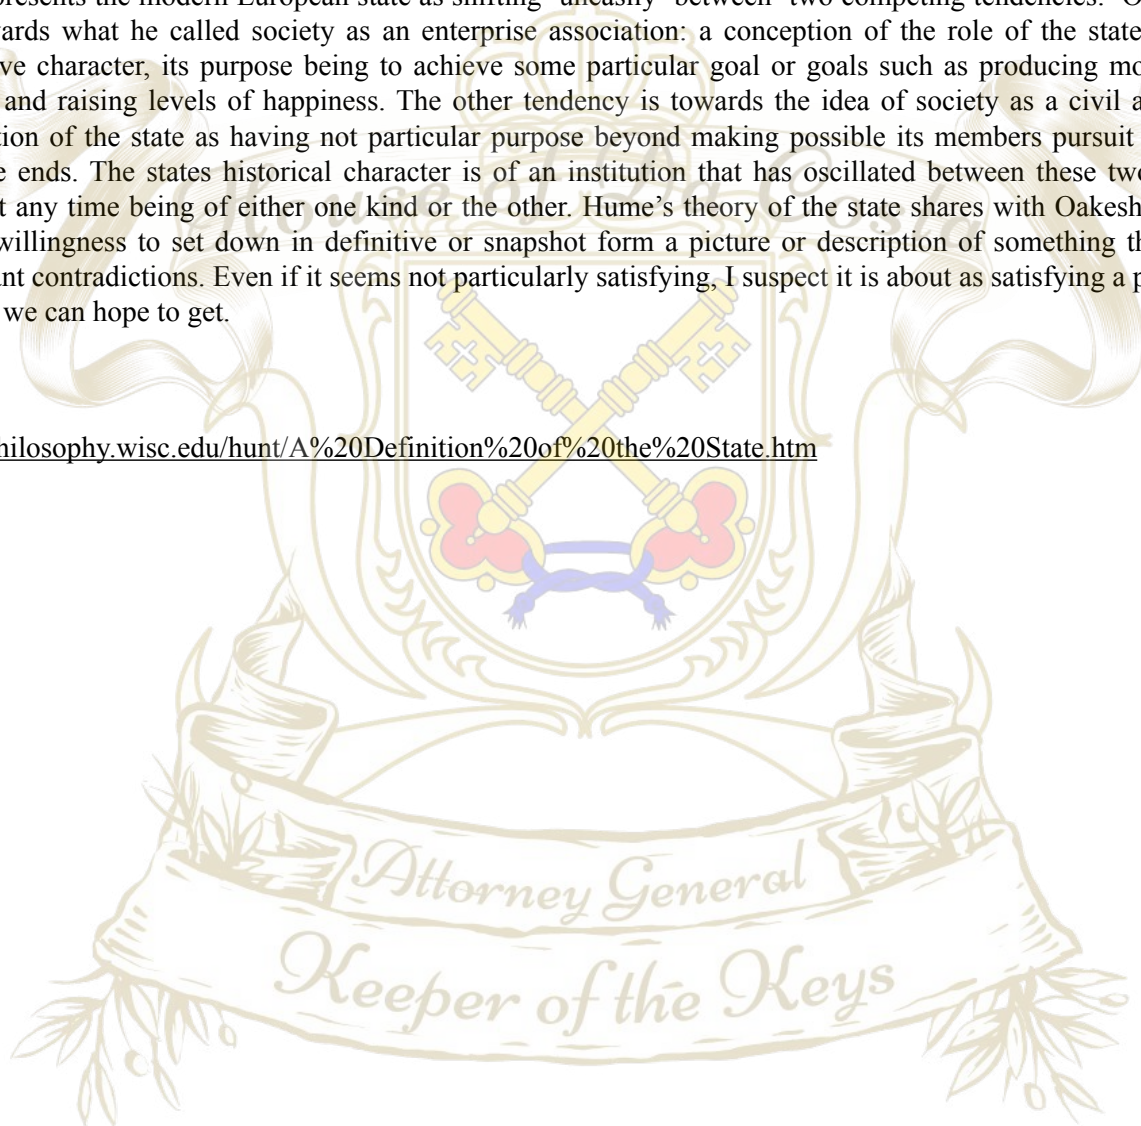 presents the modern European state as shifting "uneasily" between "two competing tendencies." O
wards what he called society as an enterprise association: a conception of the role of the state
ve character, its purpose being to achieve some particular goal or goals such as producing mo
and raising levels of happiness. The other tendency is towards the idea of society as a civil a
tion of the state as having not particular purpose beyond making possible its members pursuit
e ends. The states historical character is of an institution that has oscillated between these two
House of Da Costa
t any time being of either one kind or the other. Hume's theory of the state shares with Oakesh
willingness to set down in definitive or snapshot form a picture or description of something th
nt contradictions. Even if it seems not particularly satisfying, I suspect it is about as satisfying a p
we can hope to get.
hilosophy.wisc.edu/hunt/A%20Definition%20of%20the%20State.htm
Attorney General
Keeper of the Keys